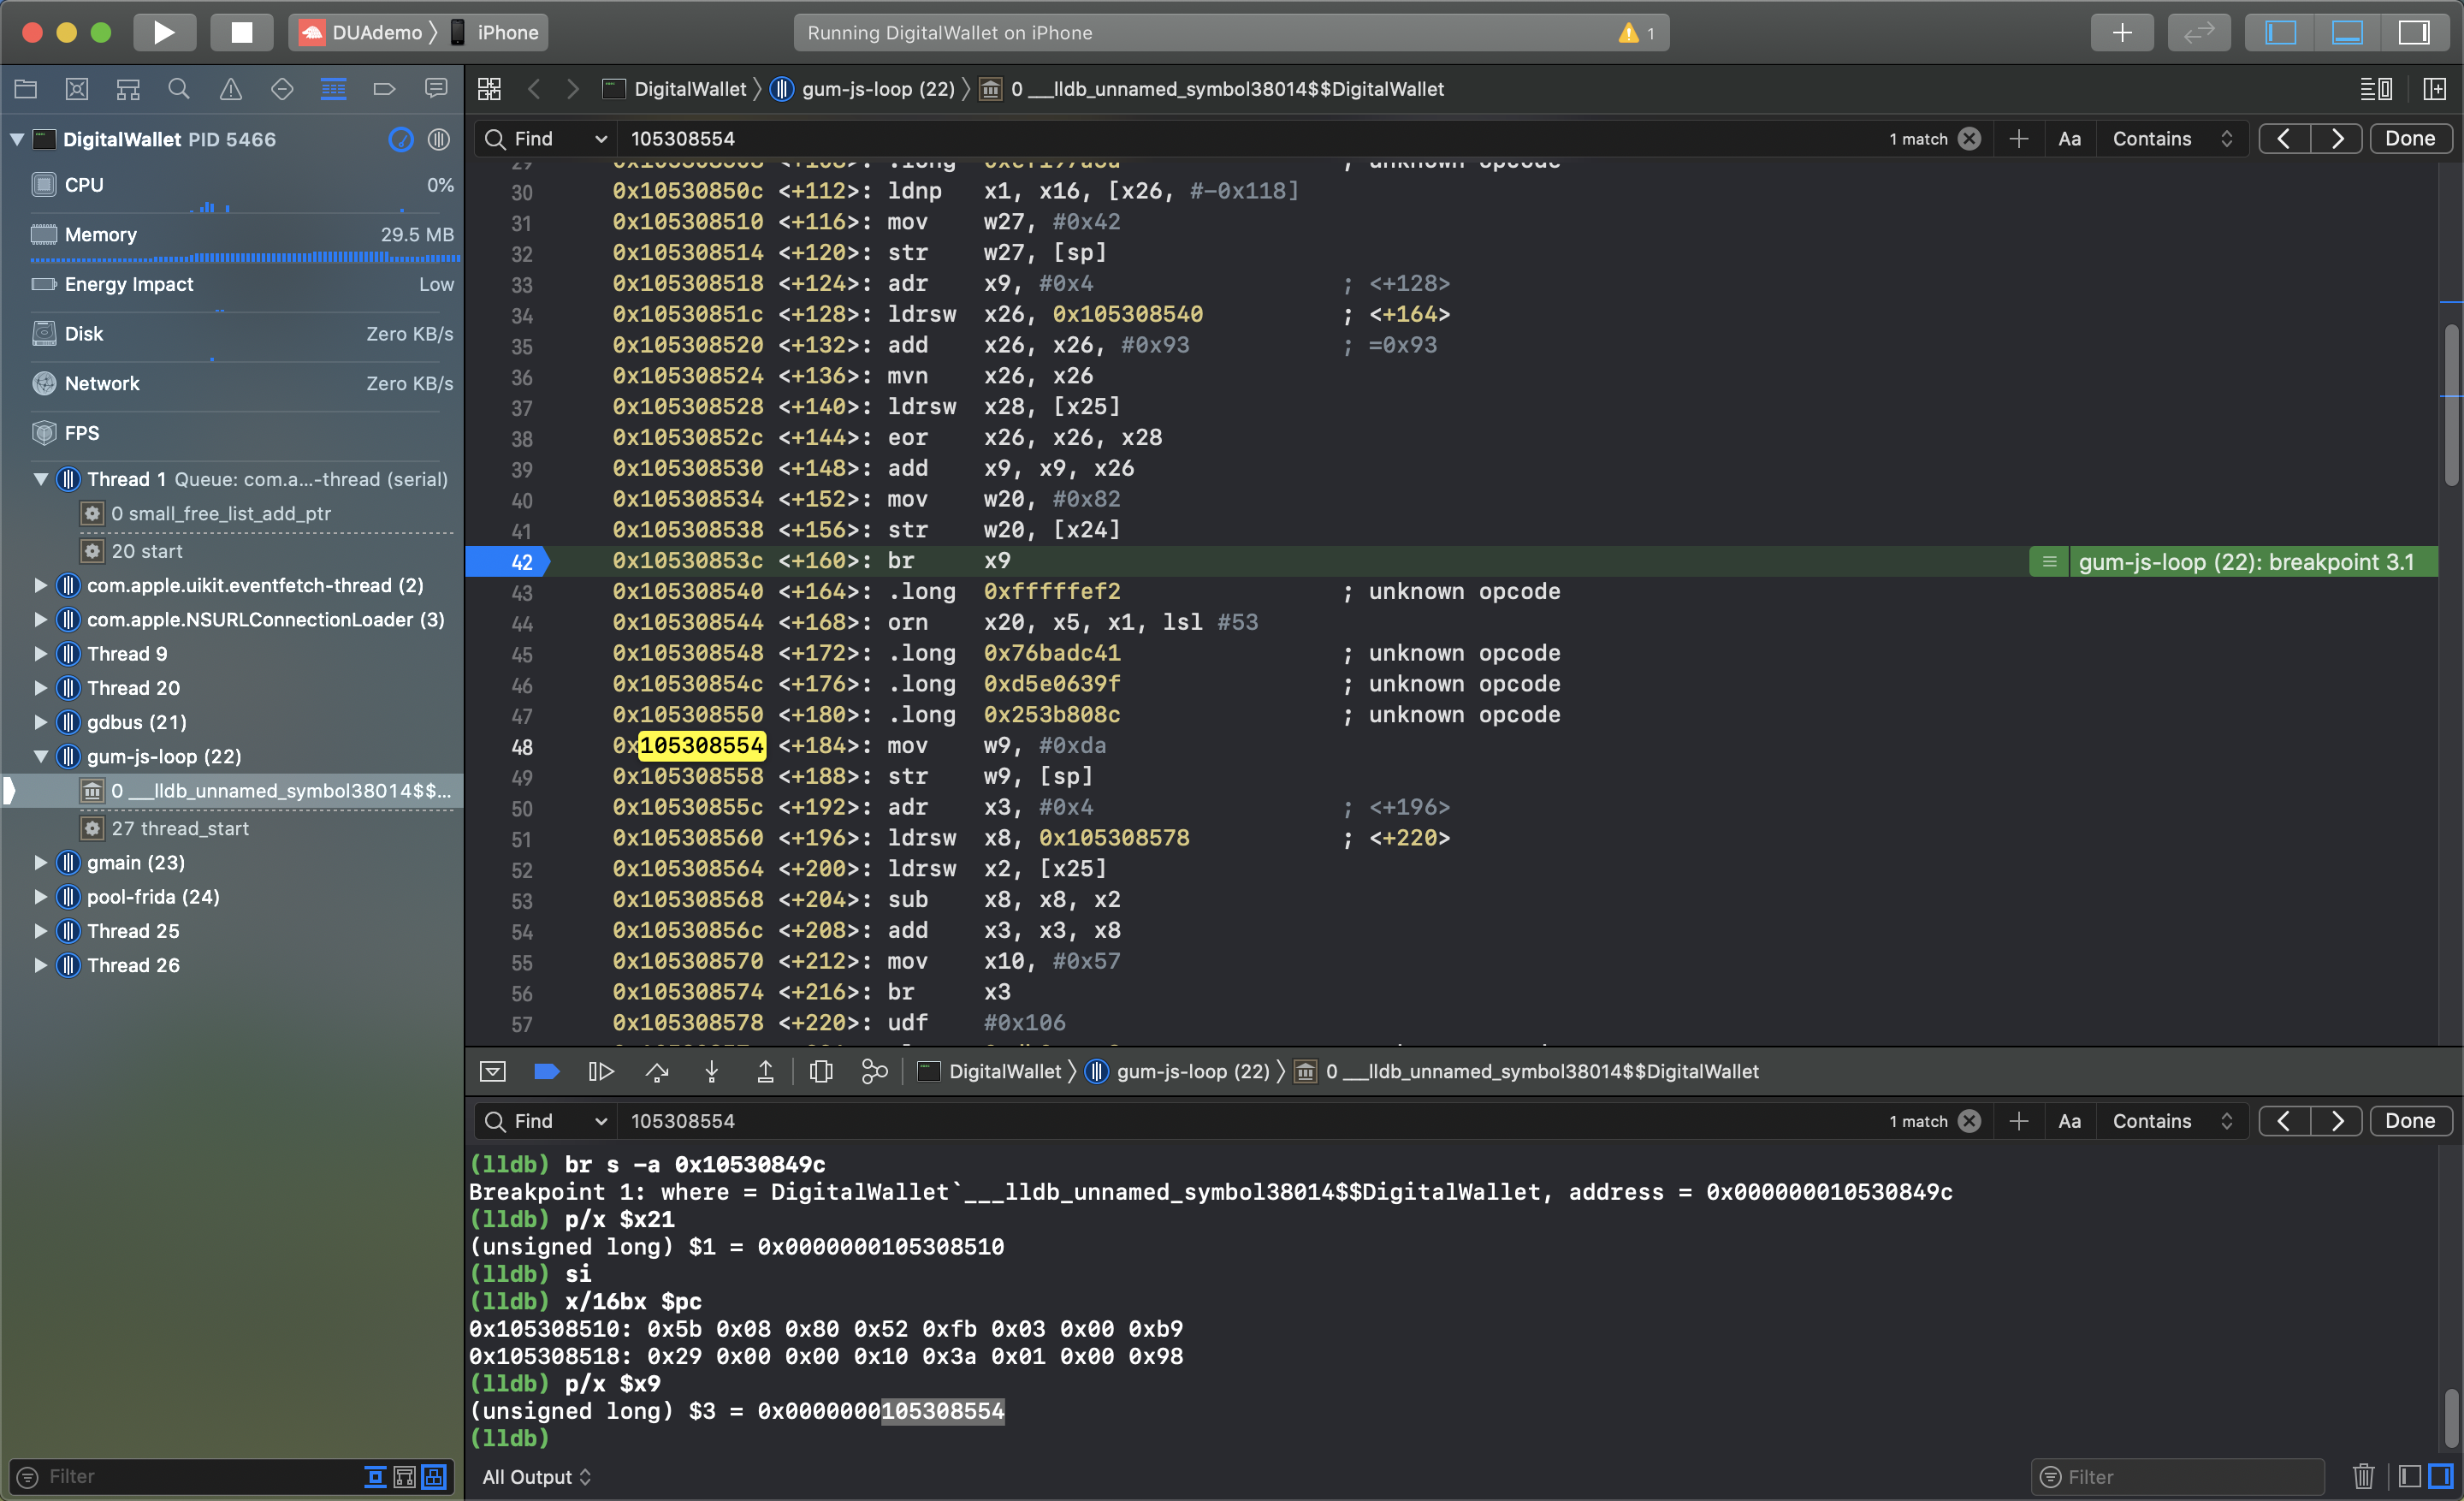 DUAdemo
iPhone
Running DigitalWallet on iPhone
1
DigitalWallet PID 5466
CPU 0%
Memory 29.5 MB
Energy Impact Low
Disk Zero KB/s
Network Zero KB/s
FPS
Thread 1 Queue: com.a...-thread (serial)
0 small_free_list_add_ptr
20 start
com.apple.uikit.eventfetch-thread (2)
com.apple.NSURLConnectionLoader (3)
Thread 9
Thread 20
gdbus (21)
gum-js-loop (22)
0 ___lldb_unnamed_symbol38014$$...
27 thread_start
gmain (23)
pool-frida (24)
Thread 25
Thread 26
Filter
DigitalWallet
gum-js-loop (22)
0 ___lldb_unnamed_symbol38014$$DigitalWallet
Find 105308554 1 match Aa Contains Done
30 0x10530850c <+112>: ldnp x1, x16, [x26, #-0x118]
31 0x105308510 <+116>: mov w27, #0x42
32 0x105308514 <+120>: str w27, [sp]
33 0x105308518 <+124>: adr x9, #0x4 ; <+128>
34 0x10530851c <+128>: ldrsw x26, 0x105308540 ; <+164>
35 0x105308520 <+132>: add x26, x26, #0x93 ; =0x93
36 0x105308524 <+136>: mvn x26, x26
37 0x105308528 <+140>: ldrsw x28, [x25]
38 0x10530852c <+144>: eor x26, x26, x28
39 0x105308530 <+148>: add x9, x9, x26
40 0x105308534 <+152>: mov w20, #0x82
41 0x105308538 <+156>: str w20, [x24]
42 0x10530853c <+160>: br x9 gum-js-loop (22): breakpoint 3.1
43 0x105308540 <+164>: .long 0xfffffef2 ; unknown opcode
44 0x105308544 <+168>: orn x20, x5, x1, lsl #53
45 0x105308548 <+172>: .long 0x76badc41 ; unknown opcode
46 0x10530854c <+176>: .long 0xd5e0639f ; unknown opcode
47 0x105308550 <+180>: .long 0x253b808c ; unknown opcode
48 0x105308554 <+184>: mov w9, #0xda
49 0x105308558 <+188>: str w9, [sp]
50 0x10530855c <+192>: adr x3, #0x4 ; <+196>
51 0x105308560 <+196>: ldrsw x8, 0x105308578 ; <+220>
52 0x105308564 <+200>: ldrsw x2, [x25]
53 0x105308568 <+204>: sub x8, x8, x2
54 0x10530856c <+208>: add x3, x3, x8
55 0x105308570 <+212>: mov x10, #0x57
56 0x105308574 <+216>: br x3
57 0x105308578 <+220>: udf #0x106
DigitalWallet
gum-js-loop (22)
0 ___lldb_unnamed_symbol38014$$DigitalWallet
Find 105308554 1 match Aa Contains Done
(lldb) br s -a 0x10530849c
Breakpoint 1: where = DigitalWallet`___lldb_unnamed_symbol38014$$DigitalWallet, address = 0x000000010530849c
(lldb) p/x $x21
(unsigned long) $1 = 0x0000000105308510
(lldb) si
(lldb) x/16bx $pc
0x105308510: 0x5b 0x08 0x80 0x52 0xfb 0x03 0x00 0xb9
0x105308518: 0x29 0x00 0x00 0x10 0x3a 0x01 0x00 0x98
(lldb) p/x $x9
(unsigned long) $3 = 0x0000000105308554
(lldb)
All Output
Filter